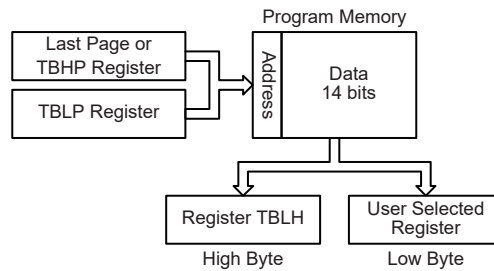 Program Memory
Last Page or
TBHP Register
TBLP Register
Address
Data
14 bits
Register TBLH
User Selected
Register
High Byte
Low Byte